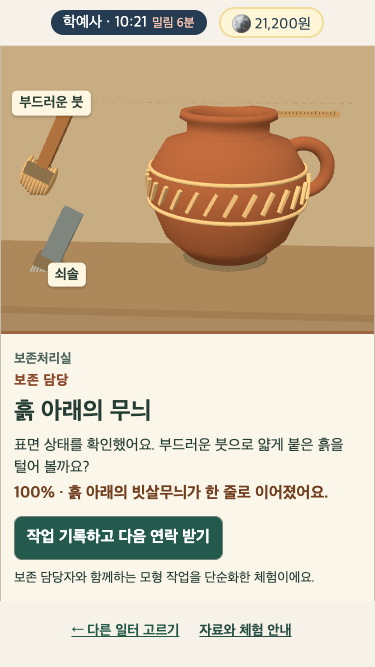 학예사 · 10:21 밀림 6분
21,200원
부드러운 붓
쇠솔
보존처리실
보존 담당
흙 아래의 무늬
표면 상태를 확인했어요. 부드러운 붓으로 얇게 붙은 흙을
털어 볼까요?
100% · 흙 아래의 빗살무늬가 한 줄로 이어졌어요.
작업 기록하고 다음 연락 받기
보존 담당자와 함께하는 모형 작업을 단순화한 체험이에요.
← 다른 일터 고르기 자료와 체험 안내